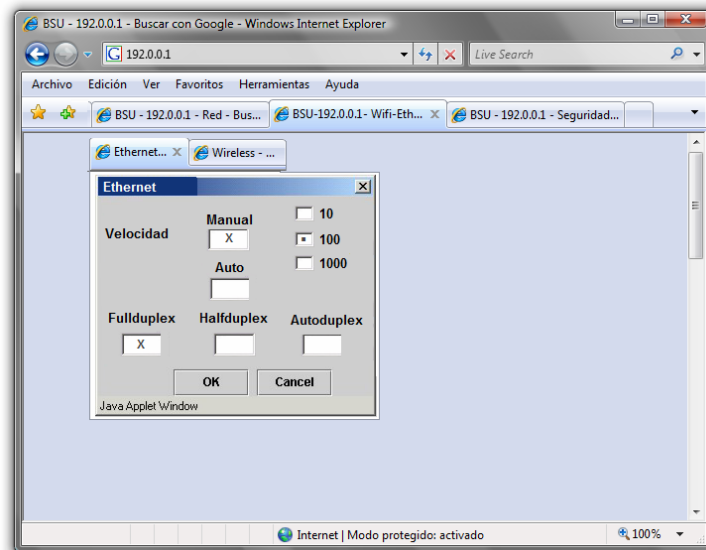 BSU - 192.0.0.1 - Buscar con Google - Windows Internet Explorer
192.0.0.1
Live Search
Archivo Edición Ver Favoritos Herramientas Ayuda
BSU - 192.0.0.1 - Red - Bus... BSU-192.0.0.1- Wifi-Eth... X BSU - 192.0.0.1 - Seguridad...
Ethernet... X Wireless - ...
Ethernet
Velocidad
Manual
X
10
100
1000
Auto
Fullduplex Halfduplex Autoduplex
X
OK Cancel
Java Applet Window
Internet | Modo protegido: activado 100%